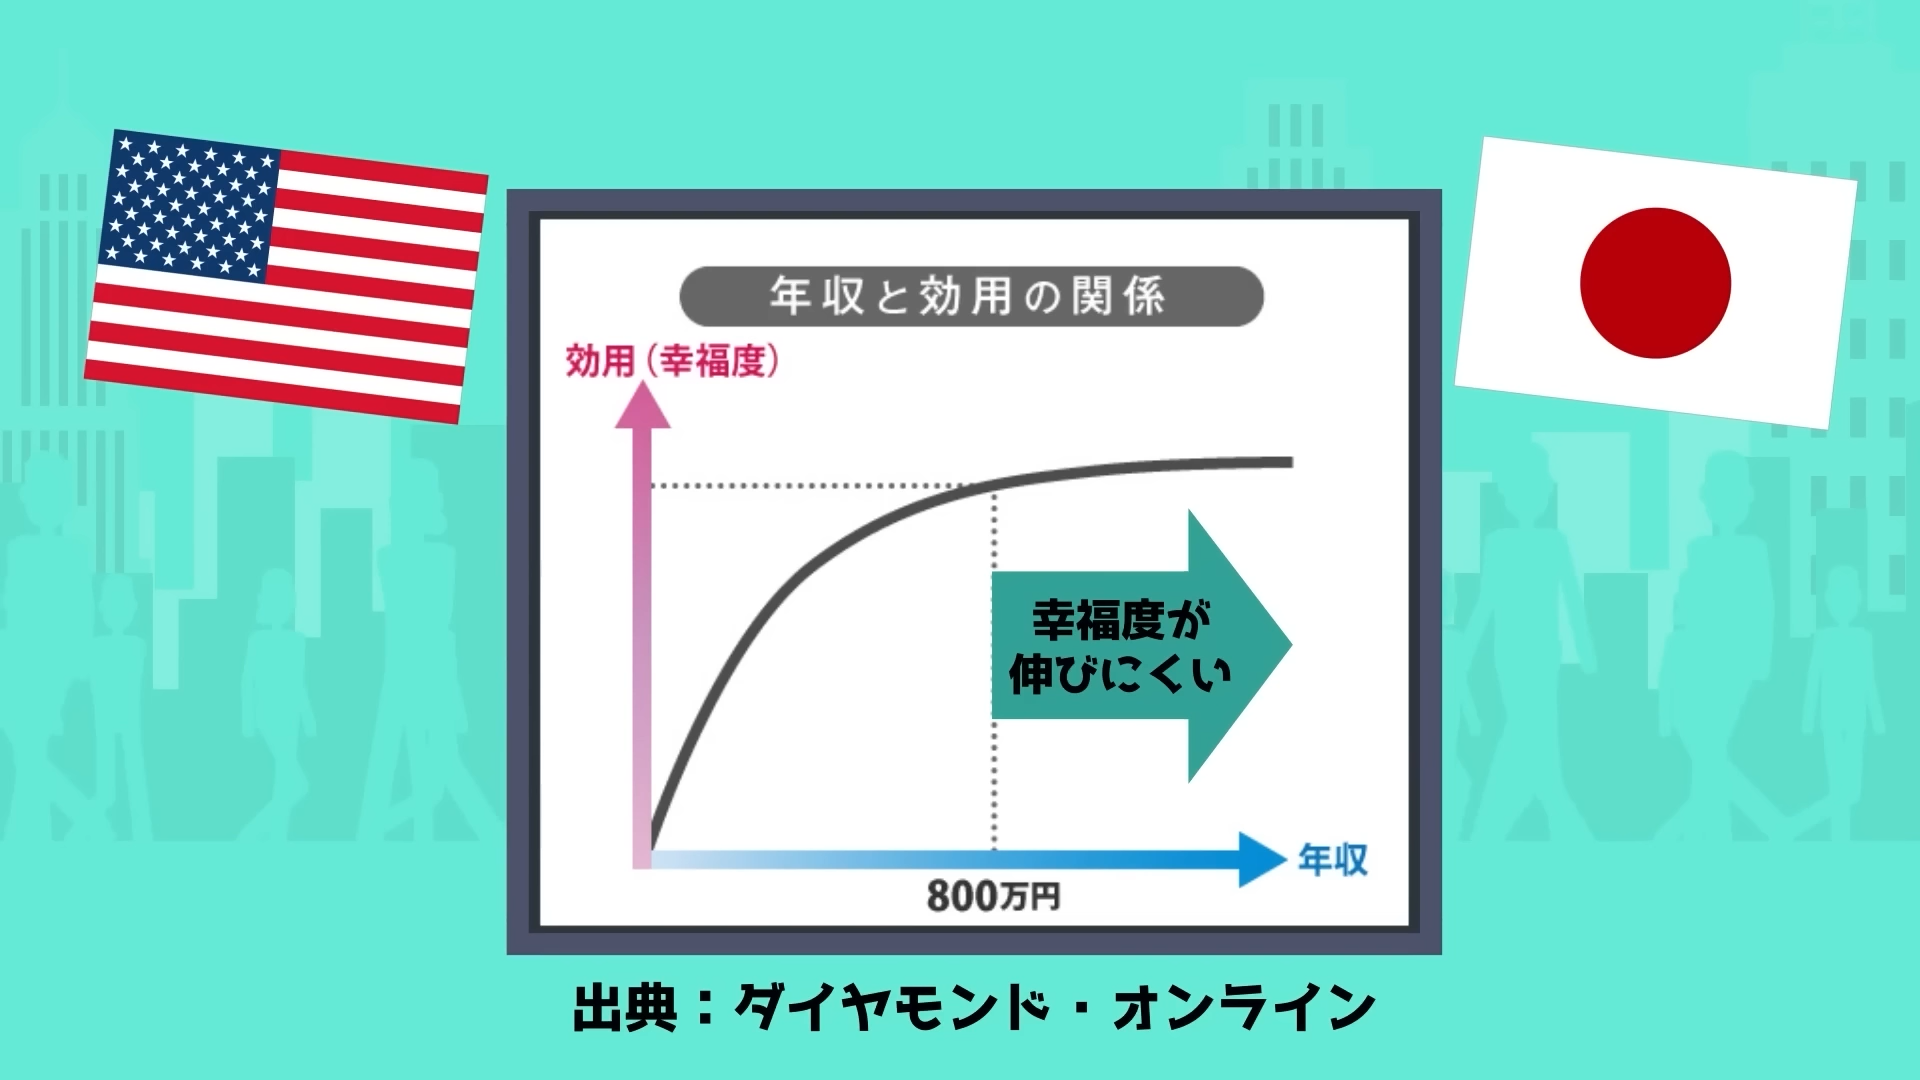 年収と効用の関係
効用（幸福度）
幸福度が
伸びにくい
年収
800万円
出典：ダイヤモンド・オンライン